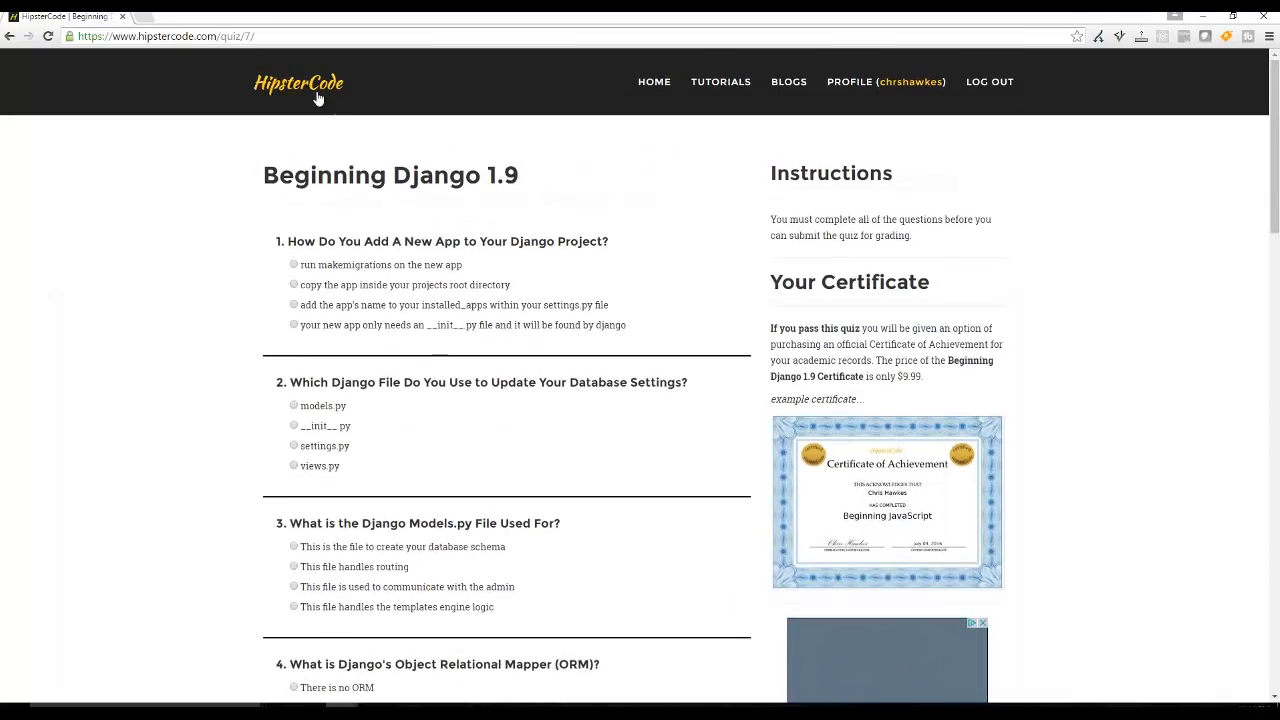 HipsterCode | Beginning
https://www.hipstercode.com/quiz/7/
HipsterCode
HOME TUTORIALS BLOGS PROFILE (chrshawkes) LOG OUT
Beginning Django 1.9
1. How Do You Add A New App to Your Django Project?
run makemigrations on the new app
copy the app inside your projects root directory
add the app's name to your installed_apps within your settings.py file
your new app only needs an __init__.py file and it will be found by django
2. Which Django File Do You Use to Update Your Database Settings?
models.py
__init__.py
settings.py
views.py
3. What is the Django Models.py File Used For?
This is the file to create your database schema
This file handles routing
This file is used to communicate with the admin
This file handles the templates engine logic
4. What is Django's Object Relational Mapper (ORM)?
There is no ORM
Instructions
You must complete all of the questions before you
can submit the quiz for grading.
Your Certificate
If you pass this quiz you will be given an option of
purchasing an official Certificate of Achievement for
your academic records. The price of the Beginning
Django 1.9 Certificate is only $9.99.
example certificate...
HipsterCode
Certificate of Achievement
THIS ACKNOWLEDGES THAT
Chris Hawkes
HAS COMPLETED
Beginning JavaScript
Chris Hawkes